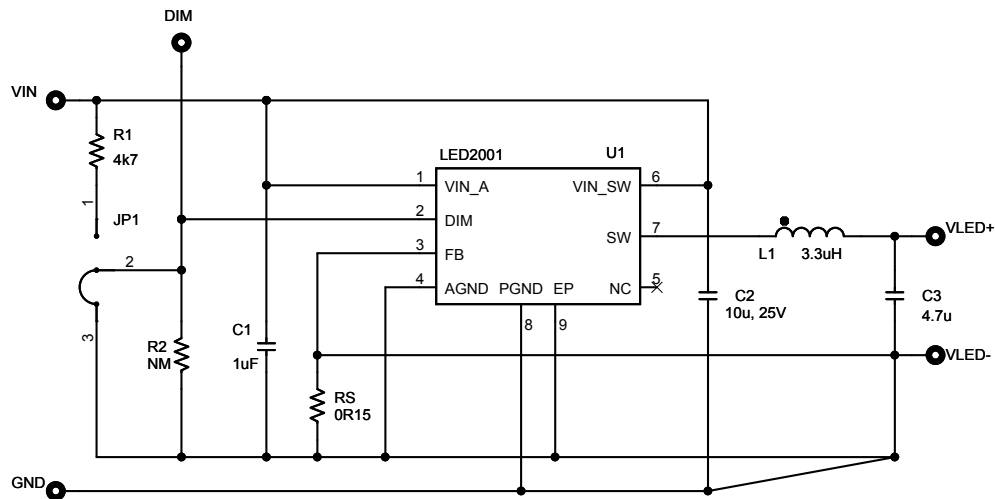 DIM
VIN
R1
4k7
LED2001
U1
1
VIN_A
VIN_SW
6
1
JP1
2
DIM
SW
7
VLED+
3
FB
L1
3.3uH
2
4
AGND
PGND
EP
NC
5
C2
10u, 25V
C3
4.7u
8
9
3
C1
1uF
R2
NM
VLED-
RS
0R15
GND